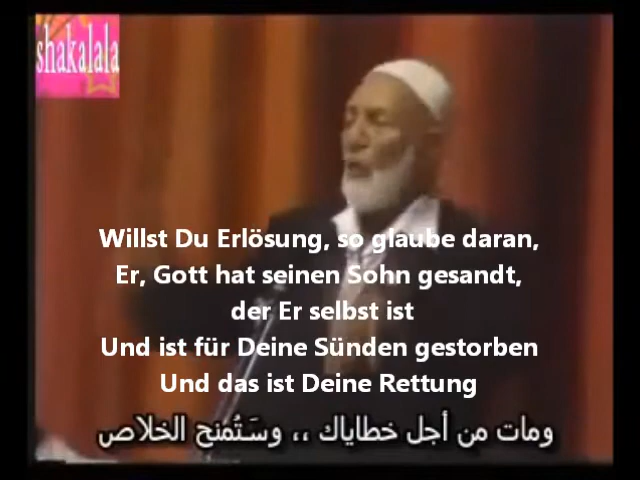 shakalala
Willst Du Erlösung, so glaube daran,
Er, Gott hat seinen Sohn gesandt,
der Er selbst ist
Und ist für Deine Sünden gestorben
Und das ist Deine Rettung
ومات من أجل خطاياك ،، وسَتُمنح الخلاص